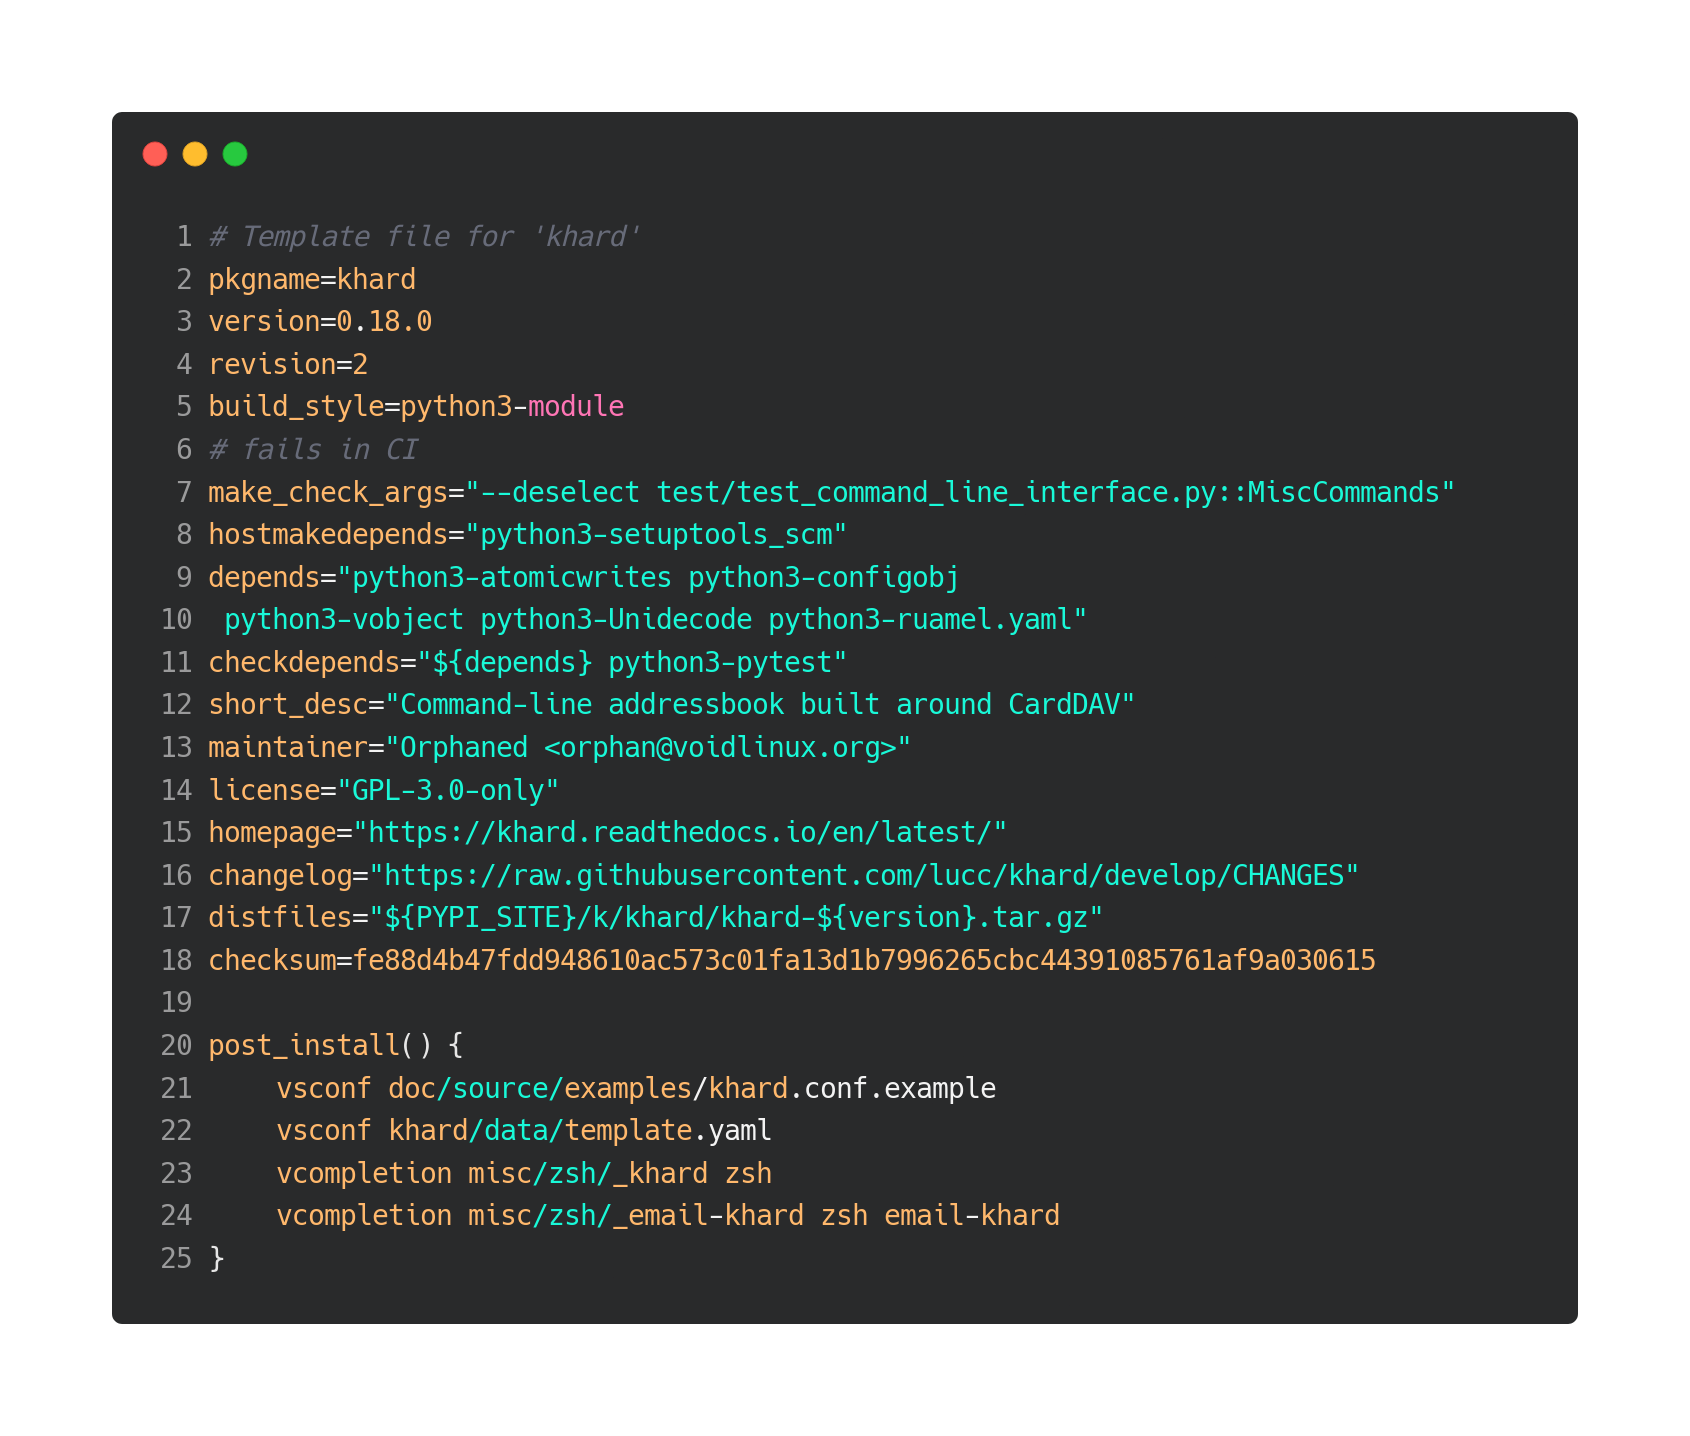 1 # Template file for 'khard'
2 pkgname=khard
3 version=0.18.0
4 revision=2
5 build_style=python3-module
6 # fails in CI
7 make_check_args="--deselect test/test_command_line_interface.py::MiscCommands"
8 hostmakedepends="python3-setuptools_scm"
9 depends="python3-atomicwrites python3-configobj
10  python3-vobject python3-Unidecode python3-ruamel.yaml"
11 checkdepends="${depends} python3-pytest"
12 short_desc="Command-line addressbook built around CardDAV"
13 maintainer="Orphaned <orphan@voidlinux.org>"
14 license="GPL-3.0-only"
15 homepage="https://khard.readthedocs.io/en/latest/"
16 changelog="https://raw.githubusercontent.com/lucc/khard/develop/CHANGES"
17 distfiles="${PYPI_SITE}/k/khard/khard-${version}.tar.gz"
18 checksum=fe88d4b47fdd948610ac573c01fa13d1b7996265cbc44391085761af9a030615
19
20 post_install() {
21     vsconf doc/source/examples/khard.conf.example
22     vsconf khard/data/template.yaml
23     vcompletion misc/zsh/_khard zsh
24     vcompletion misc/zsh/_email-khard zsh email-khard
25 }